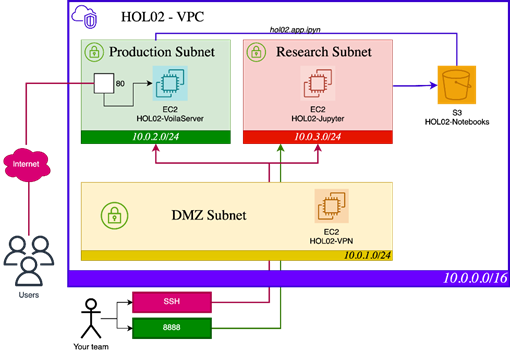 HOL02 - VPC
hol02.app.ipyn
Production Subnet
Research Subnet
80
EC2
HOL02-VoilaServer
EC2
HOL02-Jupyter
S3
HOL02-Notebooks
10.0.2.0/24
10.0.3.0/24
Internet
DMZ Subnet
EC2
HOL02-VPN
10.0.1.0/24
10.0.0.0/16
Users
SSH
8888
Your team